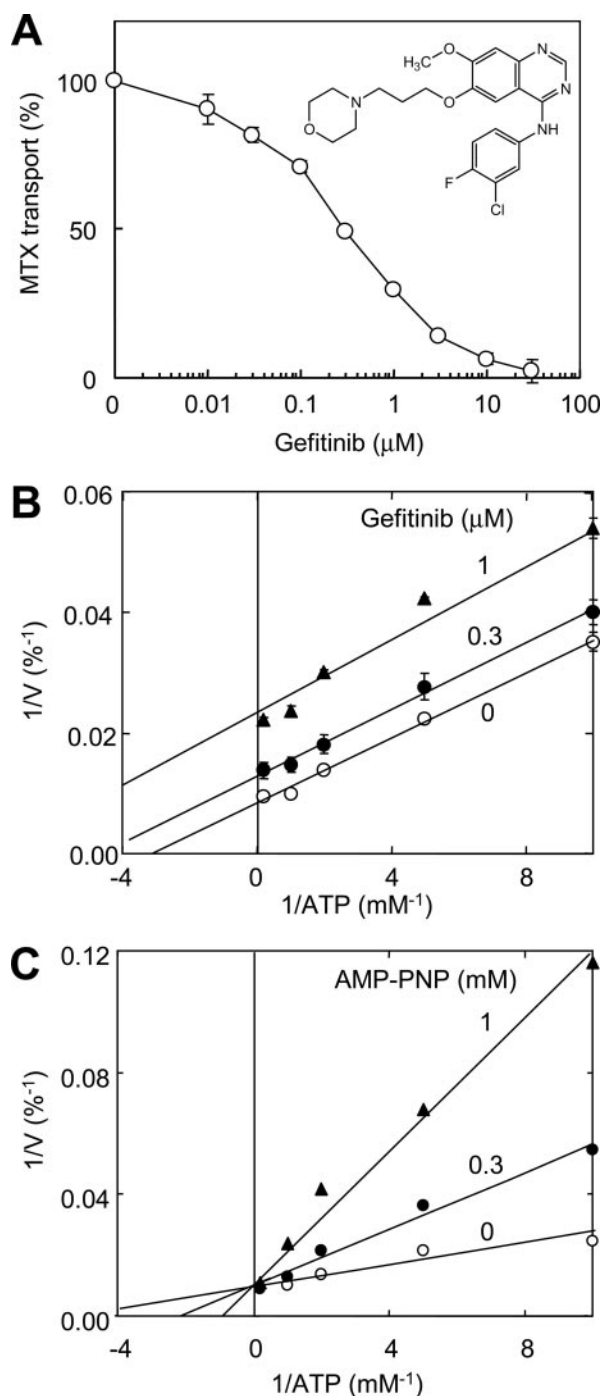 A
MTX transport (%)
100
50
0
0
0.01
0.1
1
10
100
Gefitinib (μM)
H₃C
O
O
N
O
N
N
NH
F
Cl
B
1/V (%⁻¹)
0.06
0.04
0.02
0.00
Gefitinib (μM)
1
0.3
0
-4
0
4
8
1/ATP (mM⁻¹)
C
1/V (%⁻¹)
0.12
0.08
0.04
0.00
AMP-PNP (mM)
1
0.3
0
-4
0
4
8
1/ATP (mM⁻¹)